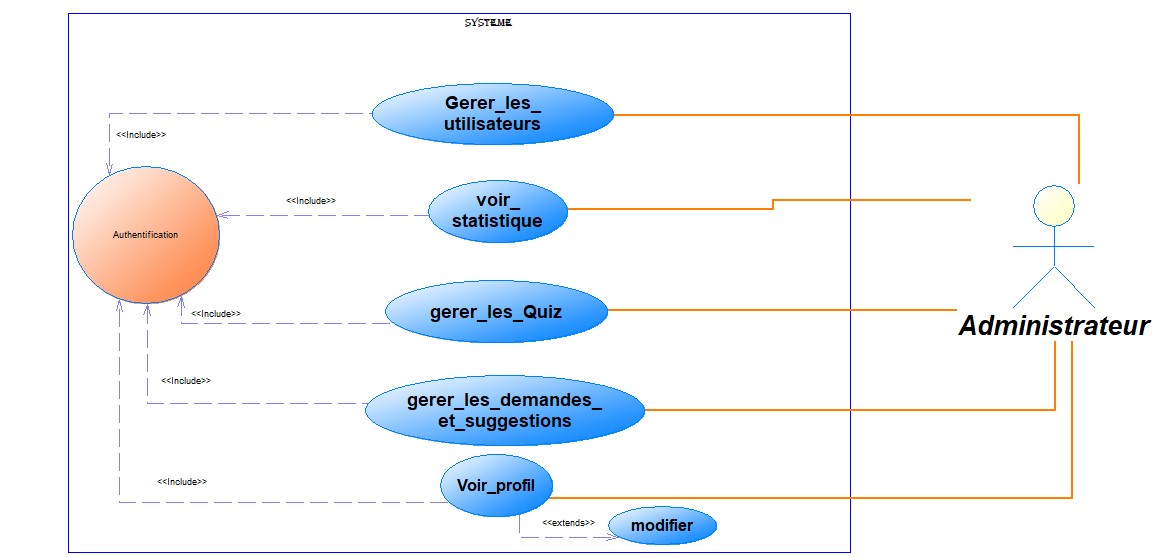 SYSTEME
Gerer_les_
utilisateurs
<<Include>>
voir_
statistique
<<Include>>
Authentification
gerer_les_Quiz
<<Include>>
Administrateur
gerer_les_demandes_
et_suggestions
<<Include>>
Voir_profil
<<Include>>
<<extends>>
modifier